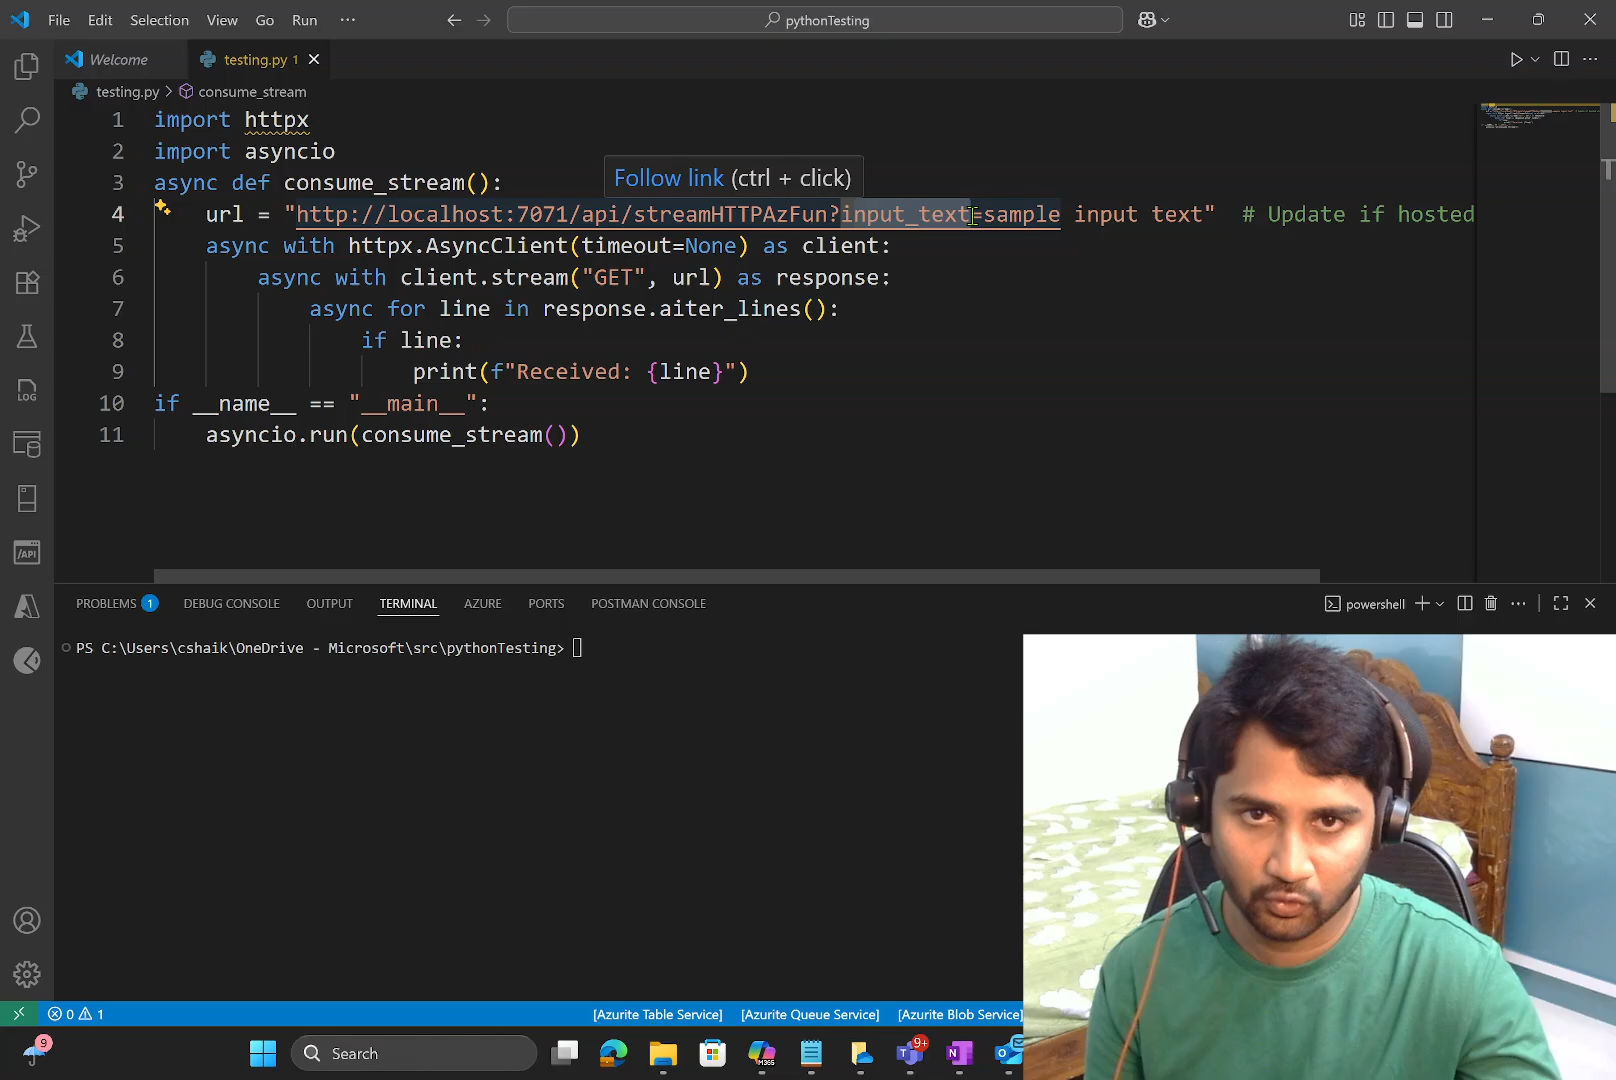 File Edit Selection View Go Run ··· pythonTesting
Welcome testing.py 1
testing.py > consume_stream
1 import httpx
2 import asyncio
3 async def consume_stream():
Follow link (ctrl + click)
4 url = "http://localhost:7071/api/streamHTTPAzFun?input_text=sample input text" # Update if hosted
5 async with httpx.AsyncClient(timeout=None) as client:
6 async with client.stream("GET", url) as response:
7 async for line in response.aiter_lines():
8 if line:
9 print(f"Received: {line}")
10 if __name__ == "__main__":
11 asyncio.run(consume_stream())
PROBLEMS 1 DEBUG CONSOLE OUTPUT TERMINAL AZURE PORTS POSTMAN CONSOLE powershell
PS C:\Users\cshaik\OneDrive - Microsoft\src\pythonTesting>
LOG
/API
0 1 [Azurite Table Service] [Azurite Queue Service] [Azurite Blob Service]
9 Search M365 9+